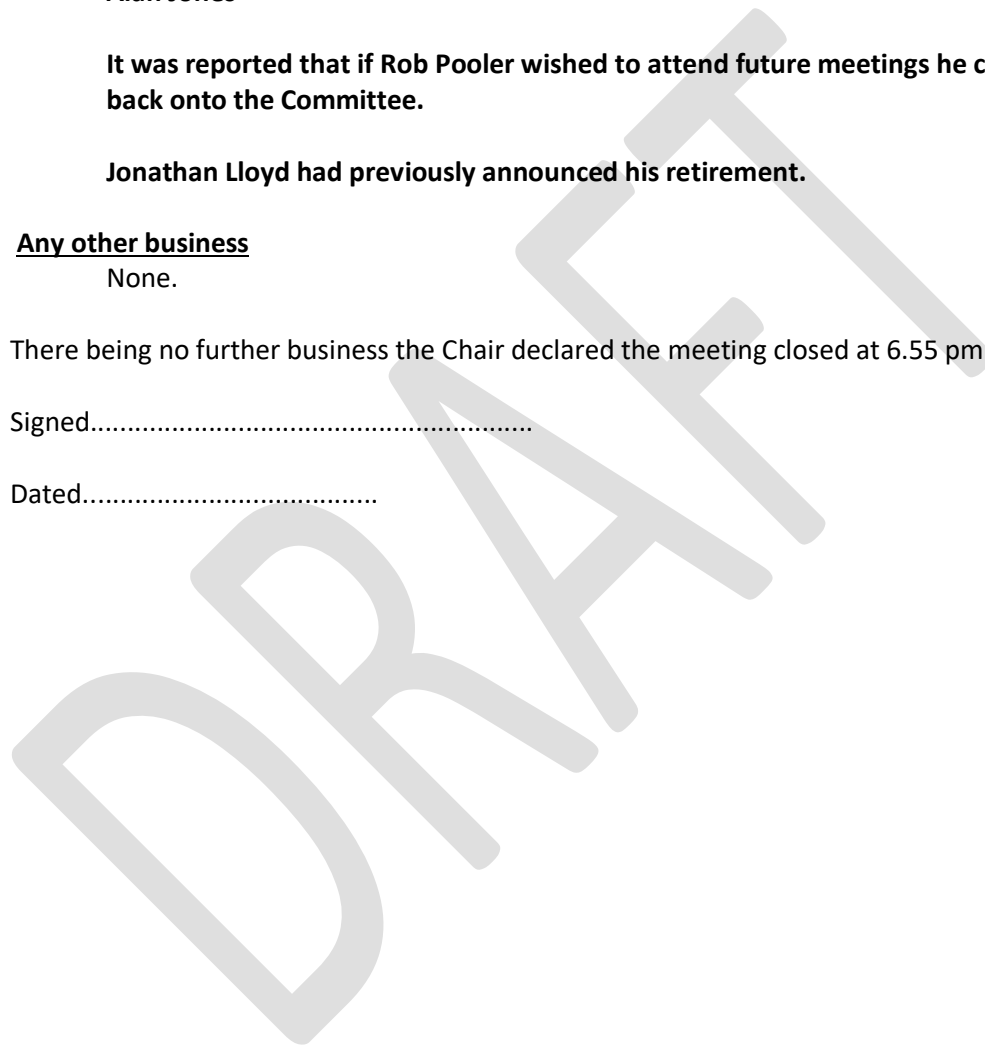 It was reported that if Rob Pooler wished to attend future meetings he
back onto the Committee.
Jonathan Lloyd had previously announced his retirement.
Any other business
None.
There being no further business the Chair declared the meeting closed at 6.55 pm
Signed............................................................
Dated........................................
DRAFT